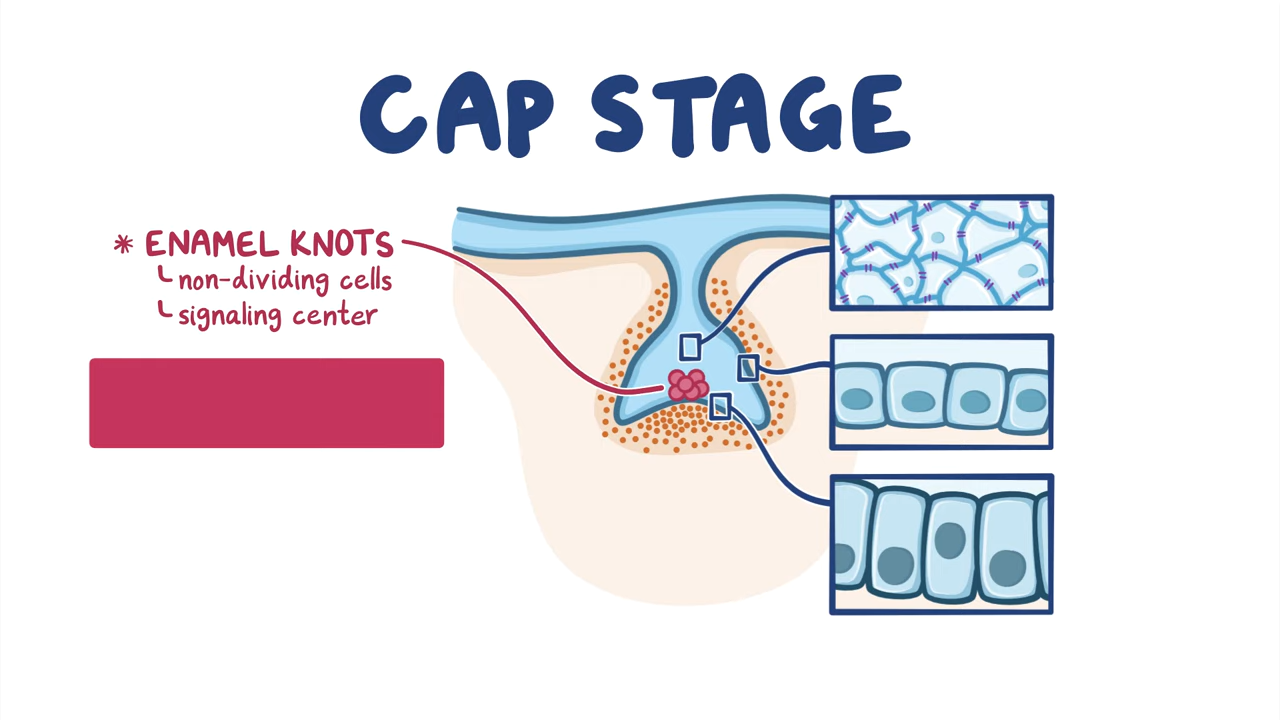 CAP STAGE
* ENAMEL KNOTS
non-dividing cells
signaling center